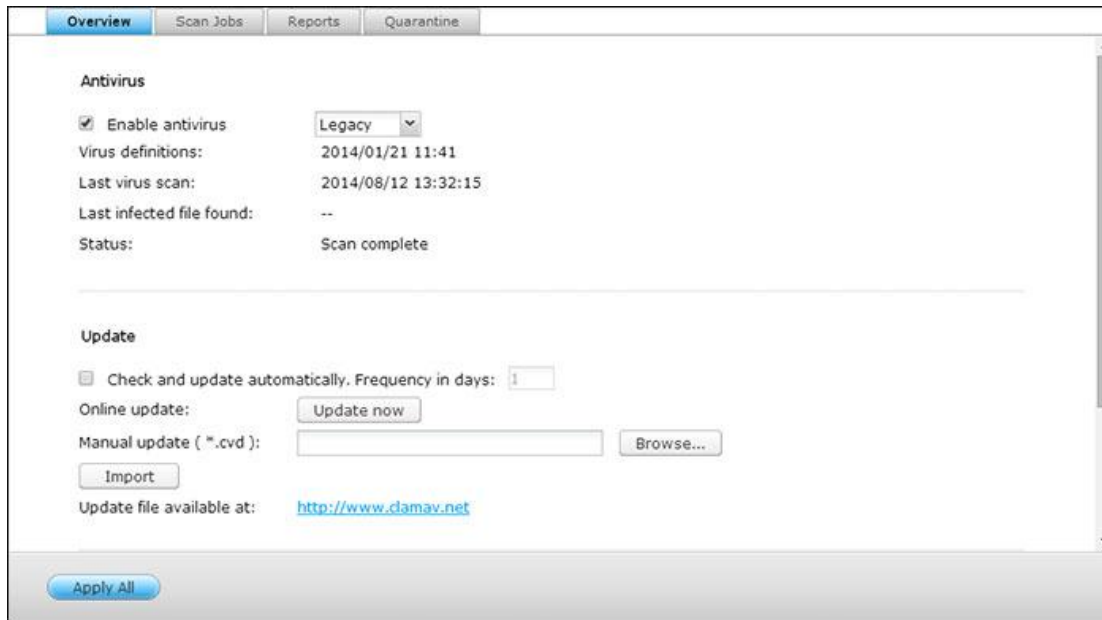 Overview Scan Jobs Reports Quarantine
Antivirus
Enable antivirus Legacy
Virus definitions: 2014/01/21 11:41
Last virus scan: 2014/08/12 13:32:15
Last infected file found: --
Status: Scan complete
Update
Check and update automatically. Frequency in days: 1
Online update: Update now
Manual update ( *.cvd ): Browse...
Import
Update file available at: http://www.clamav.net
Apply All